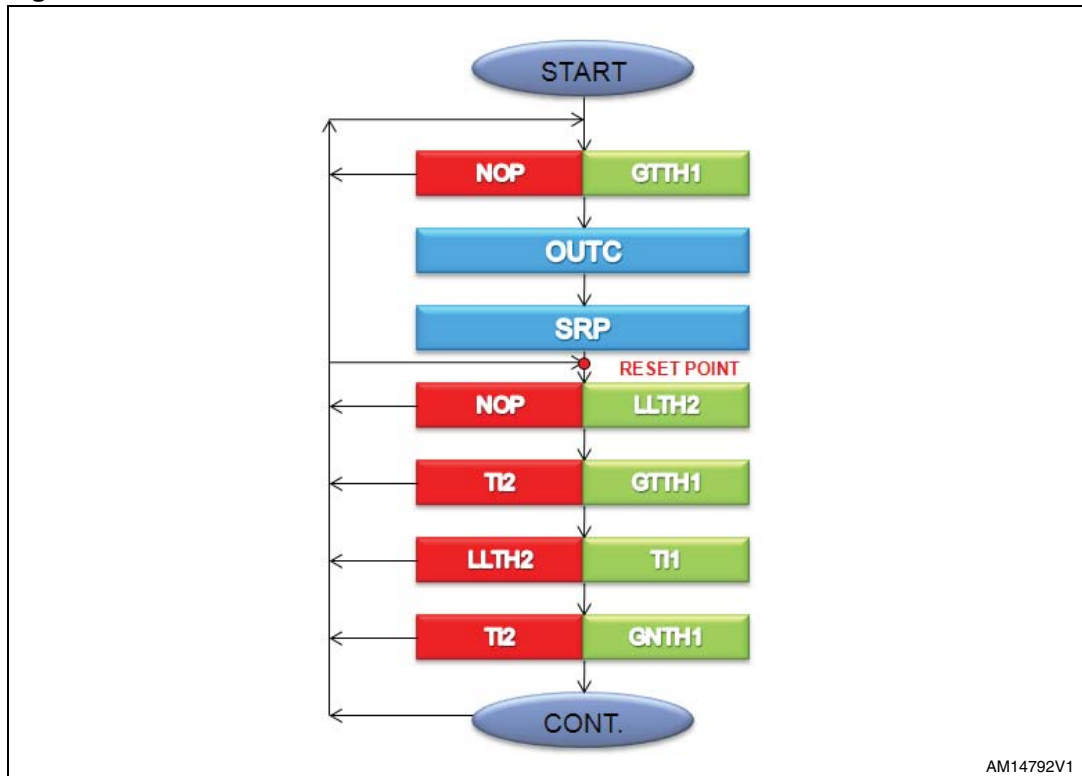 START
NOP GTTH1
OUTC
SRP
RESET POINT
NOP LLTH2
TI2 GTTH1
LLTH2 TI1
TI2 GNTH1
CONT.
AM14792V1